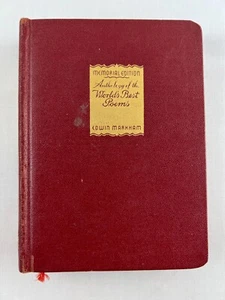 MEMORIAL EDITION
Anthology of the
World's Best
Poems
EDWIN MARKHAM